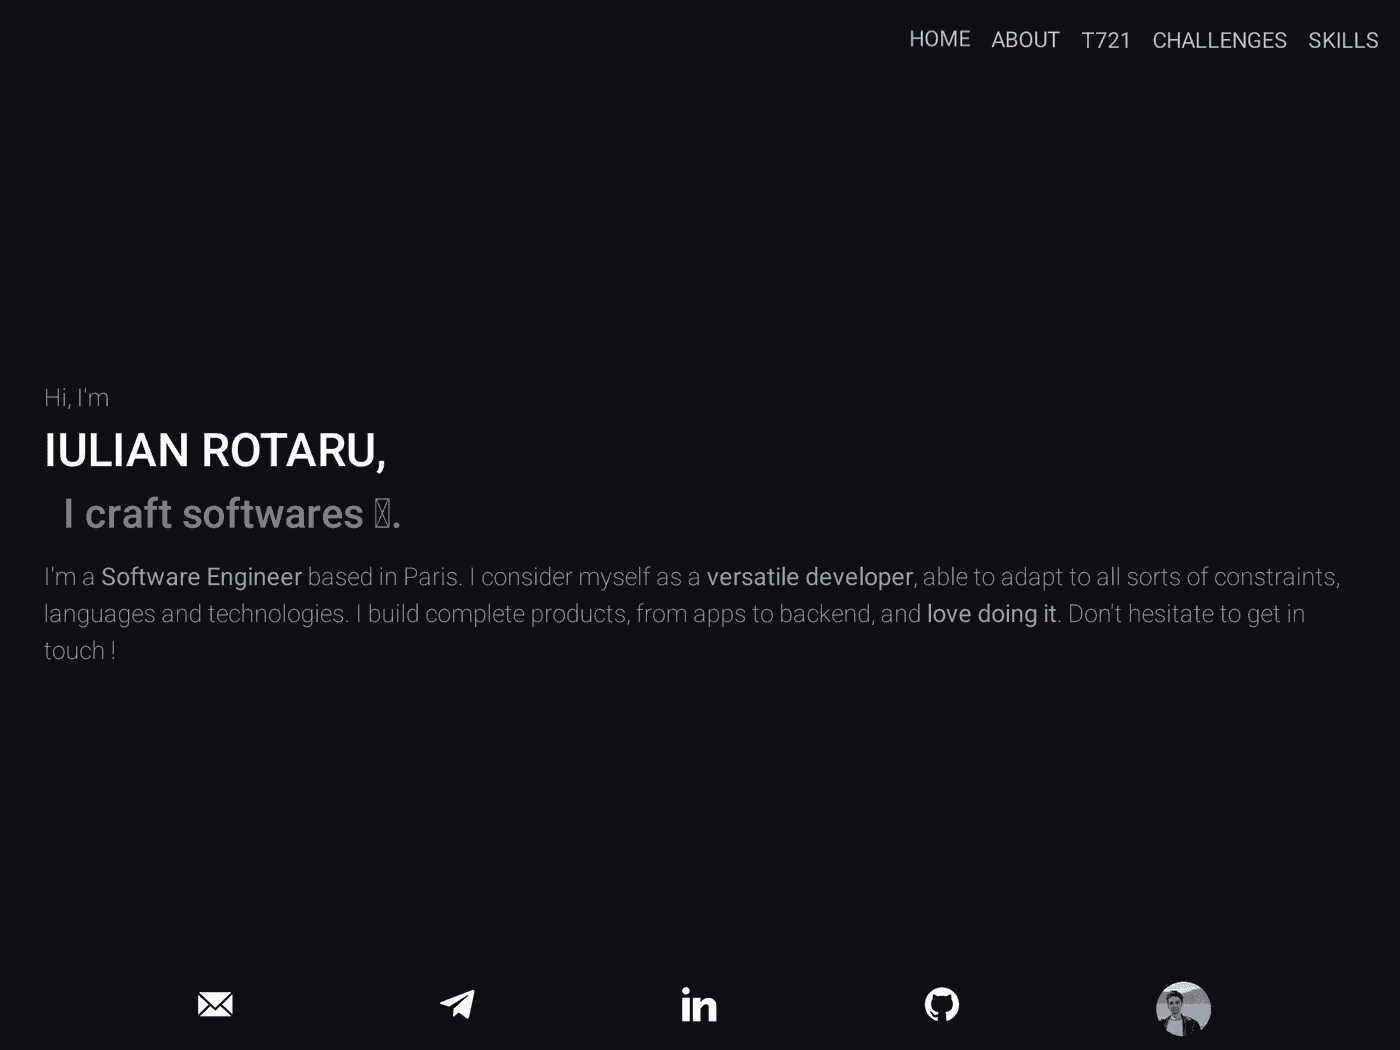 HOME ABOUT T721 CHALLENGES SKILLS
Hi, I'm
IULIAN ROTARU,
I craft softwares .
I'm a Software Engineer based in Paris. I consider myself as a versatile developer, able to adapt to all sorts of constraints,
languages and technologies. I build complete products, from apps to backend, and love doing it. Don't hesitate to get in
touch !